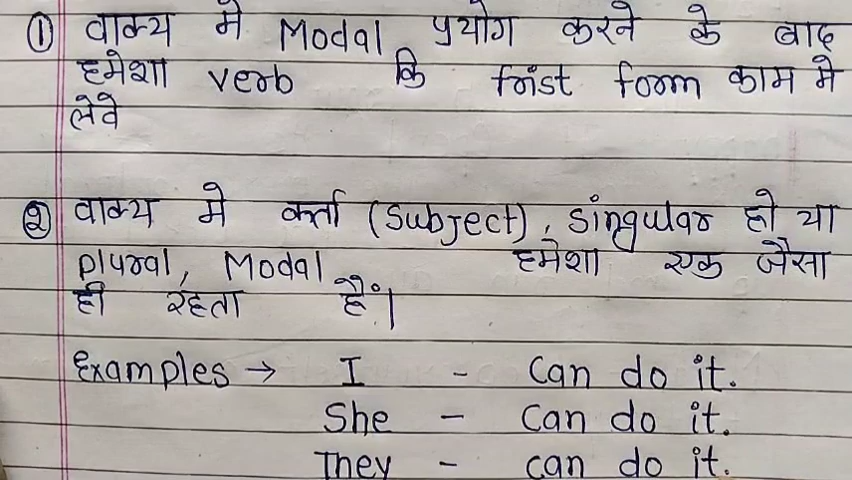 ① वाक्य मे Modal प्रयोग करने के बाद
हमेशा verb कि frist form काम मे
लेवे
② वाक्य मे कर्ता (Subject), singular हो या
plural, Modal हमेशा एक जैसा
ही रहता हैं।
Examples → I - Can do it.
She - Can do it.
They - can do it.